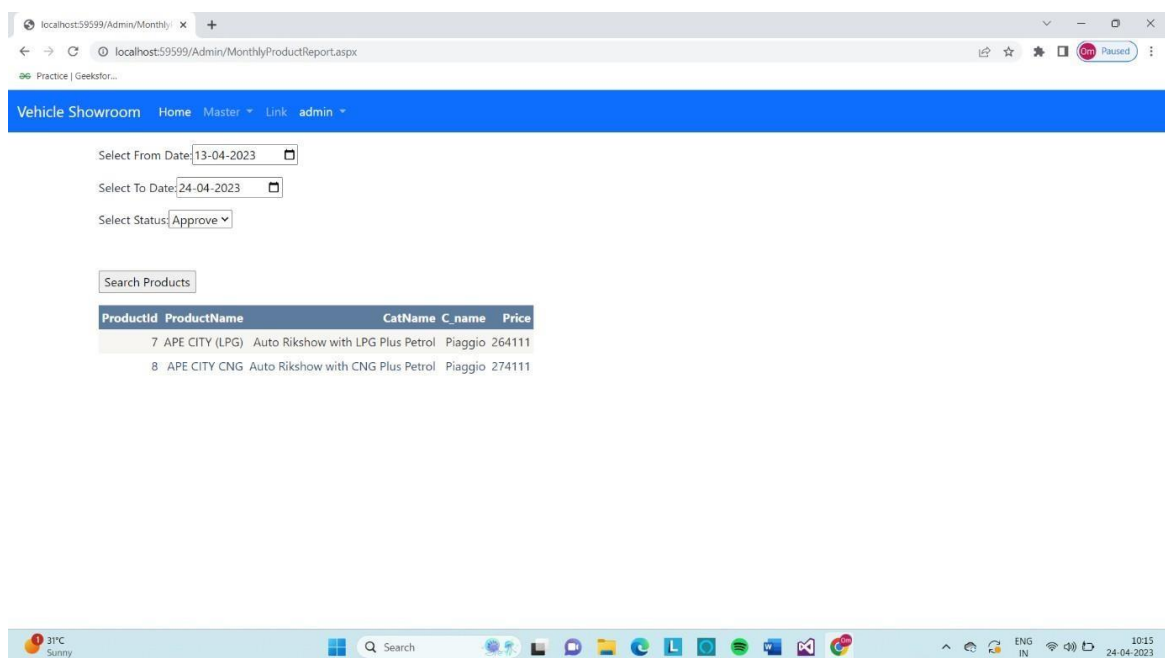 localhost:59599/Admin/Monthly
localhost:59599/Admin/MonthlyProductReport.aspx
Om Paused
Practice | Geeksfor...
Vehicle Showroom Home Master Link admin
Select From Date: 13-04-2023
Select To Date: 24-04-2023
Select Status: Approve
Search Products
ProductId ProductName CatName C_name Price
7 APE CITY (LPG) Auto Rikshow with LPG Plus Petrol Piaggio 264111
8 APE CITY CNG Auto Rikshow with CNG Plus Petrol Piaggio 274111
1 31°C
Sunny
Search
L
W
Om
ENG
IN
10:15
24-04-2023